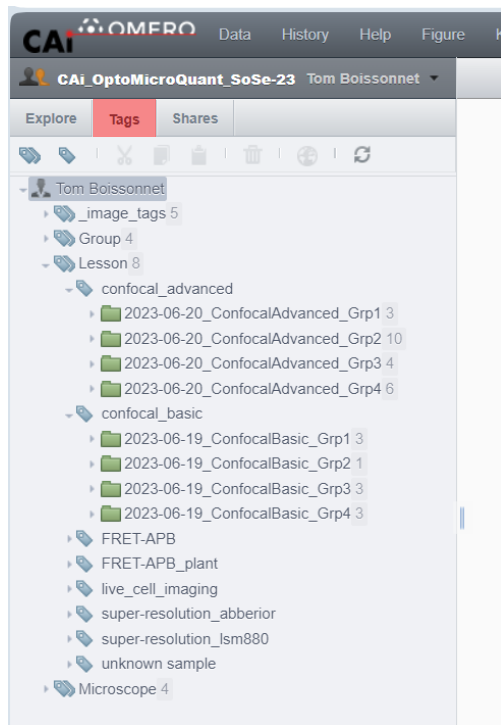 CAi OMERO Data History Help Figure
CAi_OptoMicroQuant_SoSe-23 Tom Boissonnet
Explore Tags Shares
Tom Boissonnet
_image_tags 5
Group 4
Lesson 8
confocal_advanced
2023-06-20_ConfocalAdvanced_Grp1 3
2023-06-20_ConfocalAdvanced_Grp2 10
2023-06-20_ConfocalAdvanced_Grp3 4
2023-06-20_ConfocalAdvanced_Grp4 6
confocal_basic
2023-06-19_ConfocalBasic_Grp1 3
2023-06-19_ConfocalBasic_Grp2 1
2023-06-19_ConfocalBasic_Grp3 3
2023-06-19_ConfocalBasic_Grp4 3
FRET-APB
FRET-APB_plant
live_cell_imaging
super-resolution_abberior
super-resolution_lsm880
unknown sample
Microscope 4